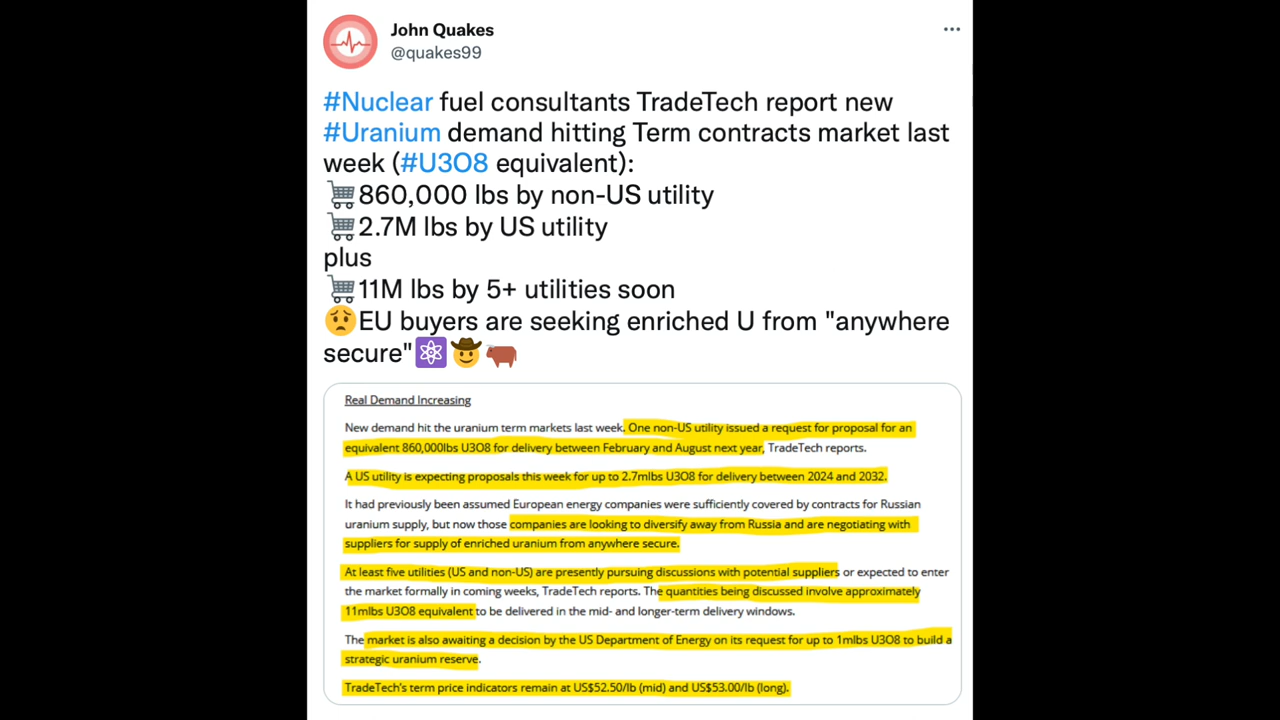 John Quakes
@quakes99
#Nuclear fuel consultants TradeTech report new
#Uranium demand hitting Term contracts market last
week (#U3O8 equivalent):
🛒860,000 lbs by non-US utility
🛒2.7M lbs by US utility
plus
🛒11M lbs by 5+ utilities soon
😟EU buyers are seeking enriched U from "anywhere
secure"⚛️🤠🐂
Real Demand Increasing
New demand hit the uranium term markets last week. One non-US utility issued a request for proposal for an
equivalent 860,000lbs U3O8 for delivery between February and August next year, TradeTech reports.
A US utility is expecting proposals this week for up to 2.7mlbs U3O8 for delivery between 2024 and 2032.
It had previously been assumed European energy companies were sufficiently covered by contracts for Russian
uranium supply, but now those companies are looking to diversify away from Russia and are negotiating with
suppliers for supply of enriched uranium from anywhere secure.
At least five utilities (US and non-US) are presently pursuing discussions with potential suppliers or expected to enter
the market formally in coming weeks, TradeTech reports. The quantities being discussed involve approximately
11mlbs U3O8 equivalent to be delivered in the mid- and longer-term delivery windows.
The market is also awaiting a decision by the US Department of Energy on its request for up to 1mlbs U3O8 to build a
strategic uranium reserve.
TradeTech's term price indicators remain at US$52.50/lb (mid) and US$53.00/lb (long).